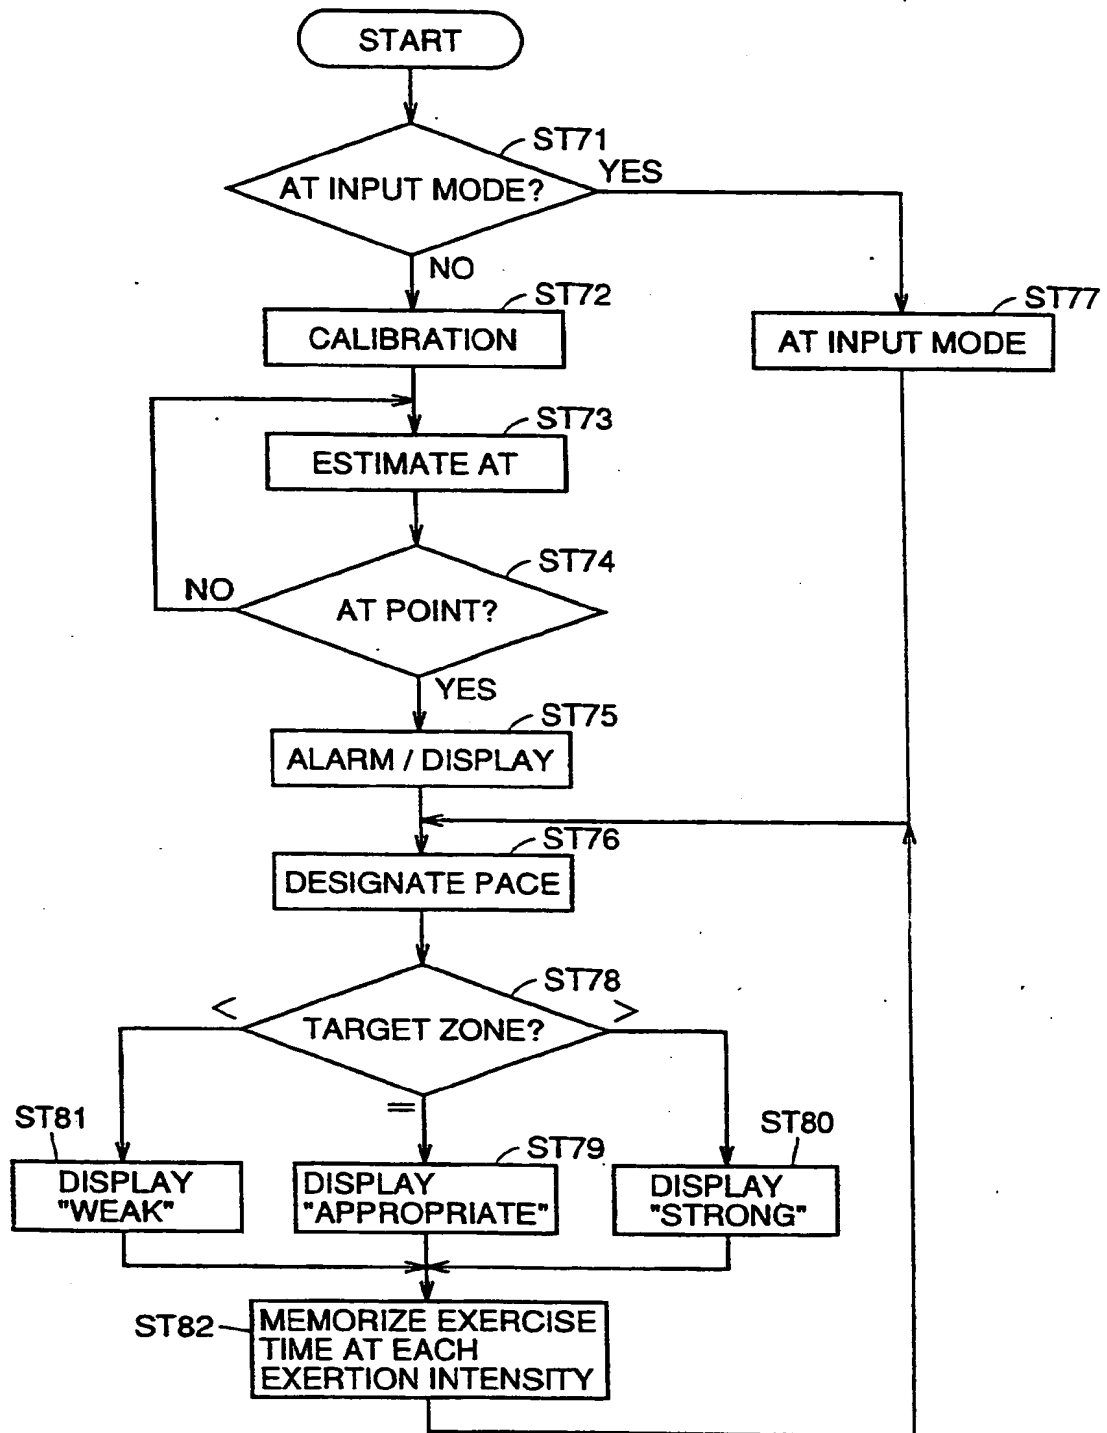 START
ST71
AT INPUT MODE?
YES
NO
ST72
CALIBRATION
ST77
AT INPUT MODE
ST73
ESTIMATE AT
ST74
NO
AT POINT?
YES
ST75
ALARM / DISPLAY
ST76
DESIGNATE PACE
ST78
<
TARGET ZONE?
>
=
ST81
DISPLAY
"WEAK"
ST79
DISPLAY
"APPROPRIATE"
ST80
DISPLAY
"STRONG"
ST82
MEMORIZE EXERCISE
TIME AT EACH
EXERTION INTENSITY